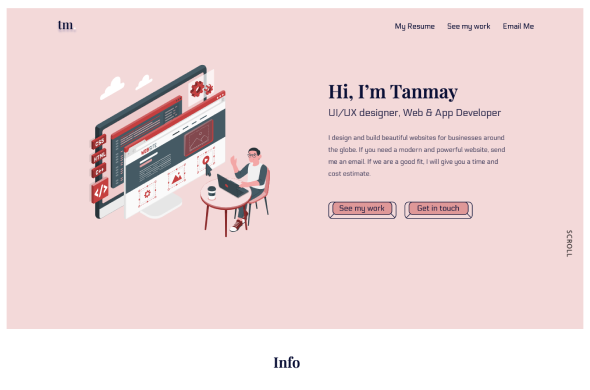 tm
My Resume
See my work
Email Me
CSS
HTML
C++
</>
WEBSITE
Hi, I'm Tanmay
UI/UX designer, Web & App Developer
I design and build beautiful websites for businesses around
the globe. If you need a modern and powerful website, send
me an email. If we are a good fit, I will give you a time and
cost estimate.
See my work
Get in touch
SCROLL
Info